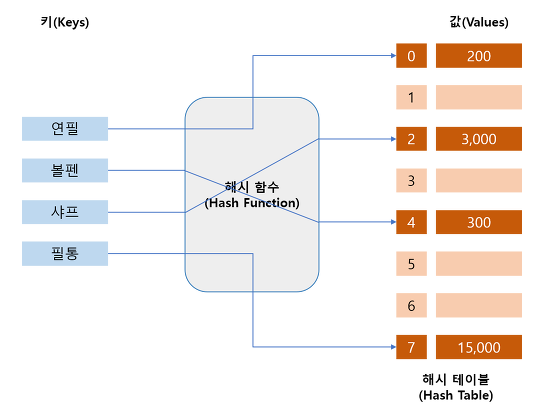 키(Keys)
값(Values)
연필
볼펜
샤프
필통
해시 함수
(Hash Function)
0 200
1
2 3,000
3
4 300
5
6
7 15,000
해시 테이블
(Hash Table)